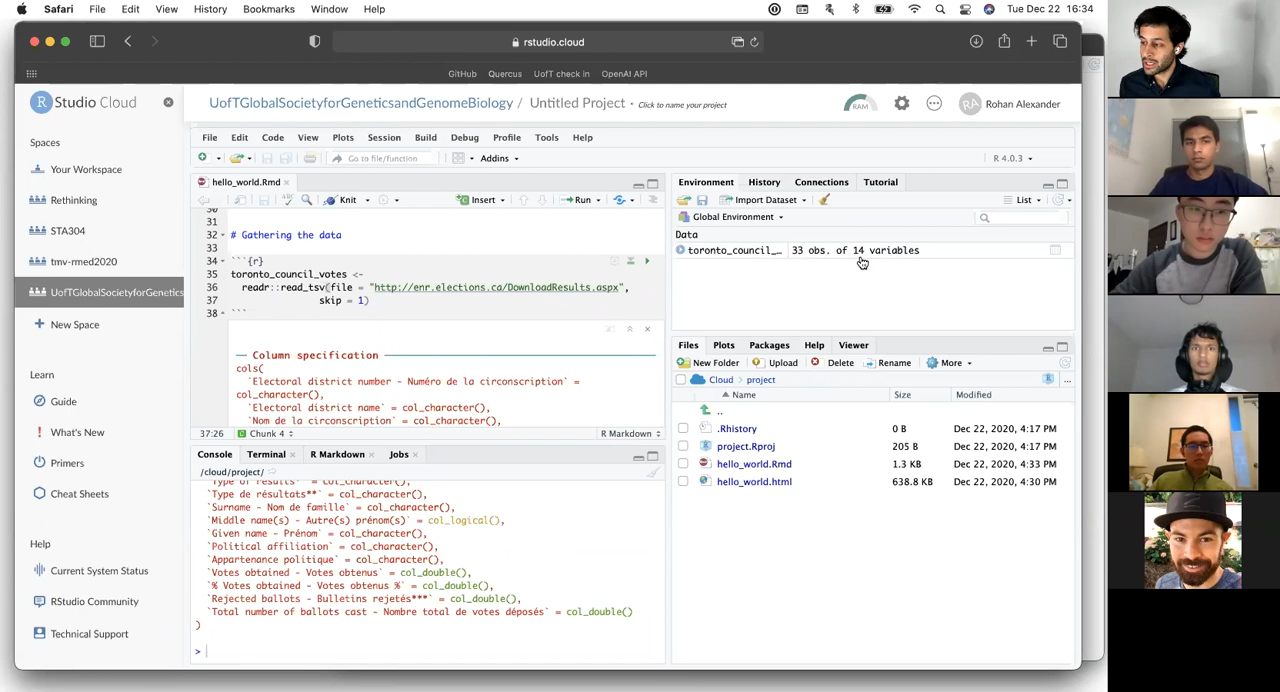 Safari File Edit View History Bookmarks Window Help Tue Dec 22 16:34
rstudio.cloud
GitHub Quercus UofT check in OpenAI API
R Studio Cloud
UofTGlobalSocietyforGeneticsandGenomeBiology / Untitled Project Click to name your project
RAM
RA Rohan Alexander
Spaces
Your Workspace
Rethinking
STA304
tmv-rmed2020
UofTGlobalSocietyforGenetics
New Space
Learn
Guide
What's New
Primers
Cheat Sheets
Help
Current System Status
RStudio Community
Technical Support
File Edit Code View Plots Session Build Debug Profile Tools Help
Go to file/function Addins R 4.0.3
hello_world.Rmd
ABC Knit Insert Run
30
31
32 # Gathering the data
33
34 ```{r}
35 toronto_council_votes <-
36 readr::read_tsv(file = "http://enr.elections.ca/DownloadResults.aspx",
37 skip = 1)
38 ```
— Column specification
cols(
`Electoral district number - Numéro de la circonscription` =
col_character(),
`Electoral district name` = col_character(),
`Nom de la circonscription` = col_character(),
37:26 Chunk 4 R Markdown
Console Terminal R Markdown Jobs
/cloud/project/
`Type of results` = col_character(),
`Type de résultats**` = col_character(),
`Surname - Nom de famille` = col_character(),
`Middle name(s) - Autre(s) prénom(s)` = col_logical(),
`Given name - Prénom` = col_character(),
`Political affiliation` = col_character(),
`Appartenance politique` = col_character(),
`Votes obtained - Votes obtenus` = col_double(),
`% Votes obtained - Votes obtenus %` = col_double(),
`Rejected ballots - Bulletins rejetés***` = col_double(),
`Total number of ballots cast - Nombre total de votes déposés` = col_double()
)
>
Environment History Connections Tutorial
Import Dataset List
Global Environment
Data
toronto_council_… 33 obs. of 14 variables
Files Plots Packages Help Viewer
New Folder Upload Delete Rename More
Cloud project R ...
Name Size Modified
..
.Rhistory 0 B Dec 22, 2020, 4:17 PM
project.Rproj 205 B Dec 22, 2020, 4:17 PM
hello_world.Rmd 1.3 KB Dec 22, 2020, 4:33 PM
hello_world.html 638.8 KB Dec 22, 2020, 4:30 PM